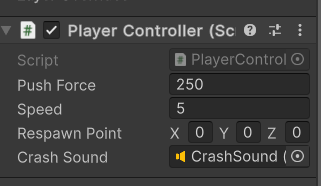 Player Controller (Sc
Script PlayerControl
Push Force 250
Speed 5
Respawn Point X 0 Y 0 Z 0
Crash Sound CrashSound (